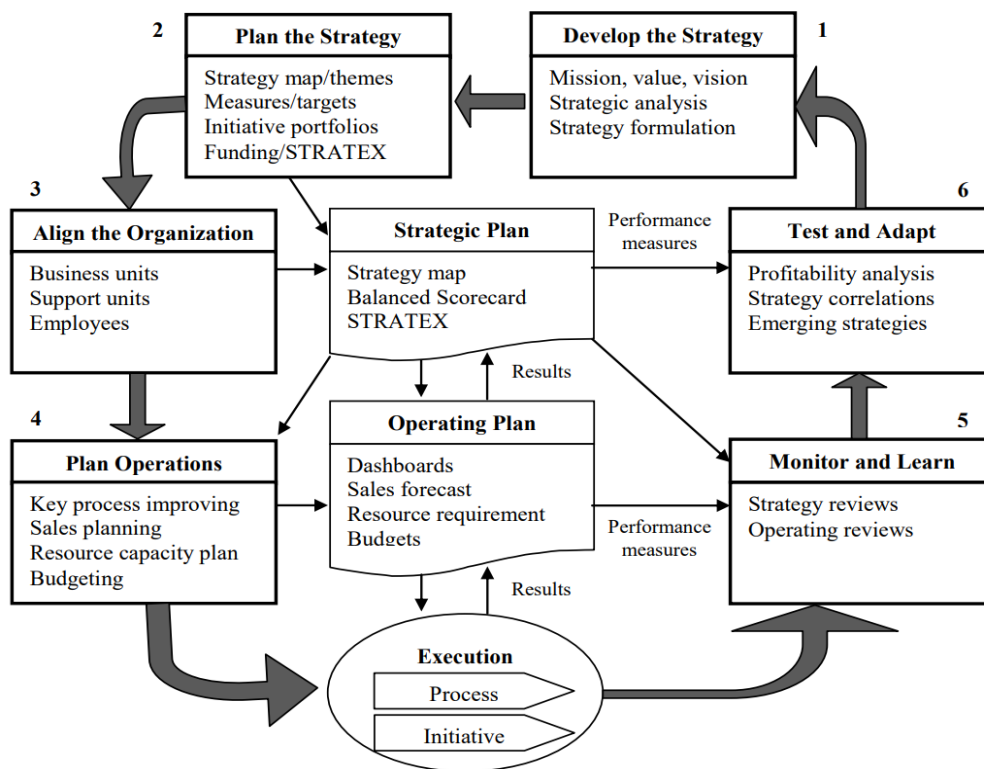 2
Plan the Strategy
Strategy map/themes
Measures/targets
Initiative portfolios
Funding/STRATEX
Develop the Strategy
1
Mission, value, vision
Strategic analysis
Strategy formulation
3
Align the Organization
Business units
Support units
Employees
Strategic Plan
Strategy map
Balanced Scorecard
STRATEX
Performance
measures
6
Test and Adapt
Profitability analysis
Strategy correlations
Emerging strategies
Results
4
Plan Operations
Key process improving
Sales planning
Resource capacity plan
Budgeting
Operating Plan
Dashboards
Sales forecast
Resource requirement
Budgets
Performance
measures
5
Monitor and Learn
Strategy reviews
Operating reviews
Results
Execution
Process
Initiative